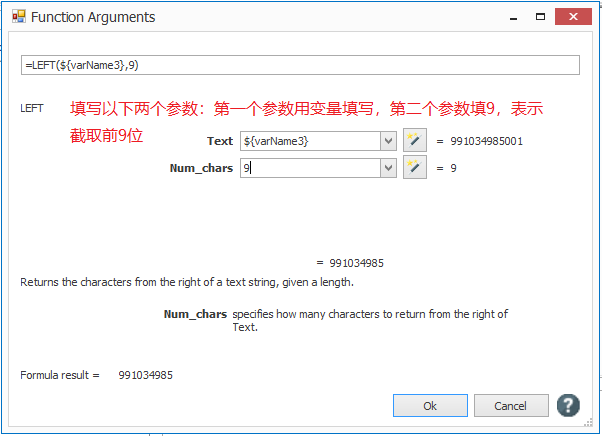 Function Arguments
=LEFT(${varName3},9)
LEFT
填写以下两个参数：第一个参数用变量填写，第二个参数填9，表示
截取前9位
Text ${varName3} = 991034985001
Num_chars 9 = 9
= 991034985
Returns the characters from the right of a text string, given a length.
Num_chars specifies how many characters to return from the right of
Text.
Formula result = 991034985
Ok Cancel ?